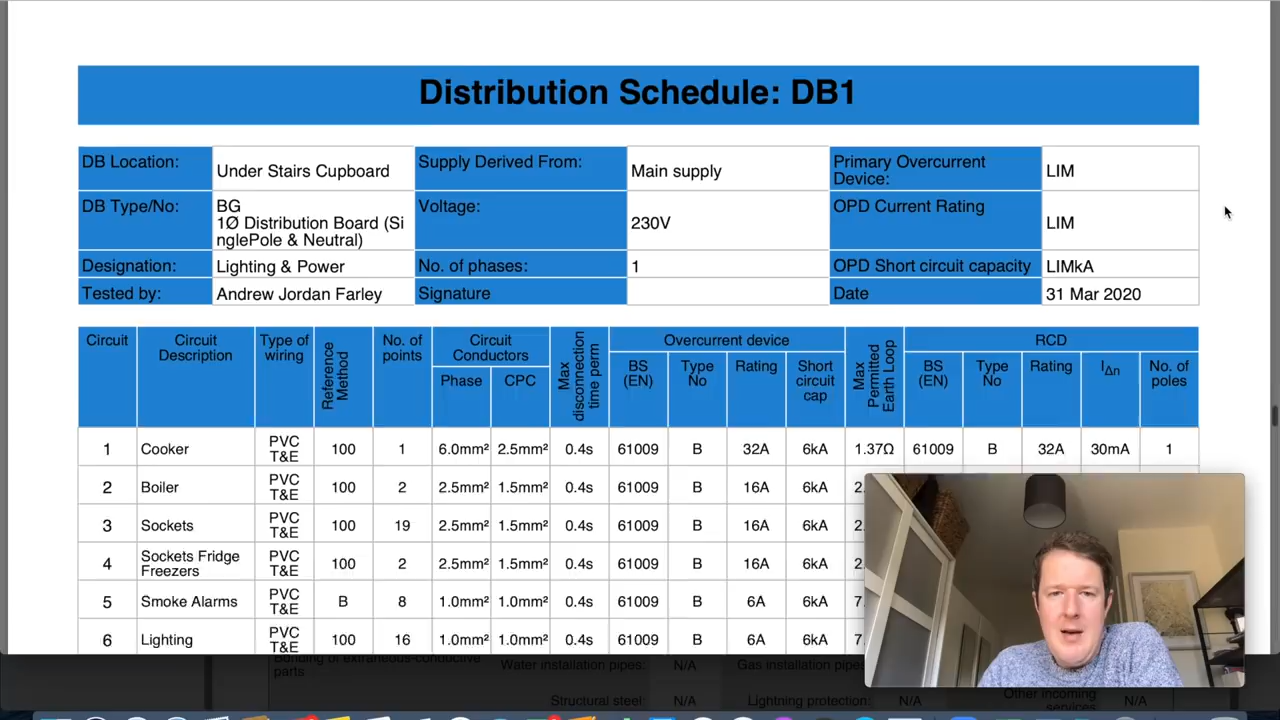 Distribution Schedule: DB1
DB Location: Under Stairs Cupboard Supply Derived From: Main supply Primary Overcurrent Device: LIM
DB Type/No: BG
1Ø Distribution Board (Si
nglePole & Neutral) Voltage: 230V OPD Current Rating LIM
Designation: Lighting & Power No. of phases: 1 OPD Short circuit capacity LIMkA
Tested by: Andrew Jordan Farley Signature Date 31 Mar 2020
Circuit Circuit Description Type of wiring Reference Method No. of points Circuit Conductors Max disconnection time perm Overcurrent device Max Permitted Earth Loop RCD
Phase CPC BS (EN) Type No Rating Short circuit cap BS (EN) Type No Rating IΔn No. of poles
1 Cooker PVC T&E 100 1 6.0mm² 2.5mm² 0.4s 61009 B 32A 6kA 1.37Ω 61009 B 32A 30mA 1
2 Boiler PVC T&E 100 2 2.5mm² 1.5mm² 0.4s 61009 B 16A 6kA 2.
3 Sockets PVC T&E 100 19 2.5mm² 1.5mm² 0.4s 61009 B 16A 6kA 2.
4 Sockets Fridge Freezers PVC T&E 100 2 2.5mm² 1.5mm² 0.4s 61009 B 16A 6kA 2.
5 Smoke Alarms PVC T&E B 8 1.0mm² 1.0mm² 0.4s 61009 B 6A 6kA 7.
6 Lighting PVC T&E 100 16 1.0mm² 1.0mm² 0.4s 61009 B 6A 6kA 7.
parts Water installation pipes: N/A Gas installation pipes
Structural steel: N/A Lightning protection: N/A Other incoming services N/A